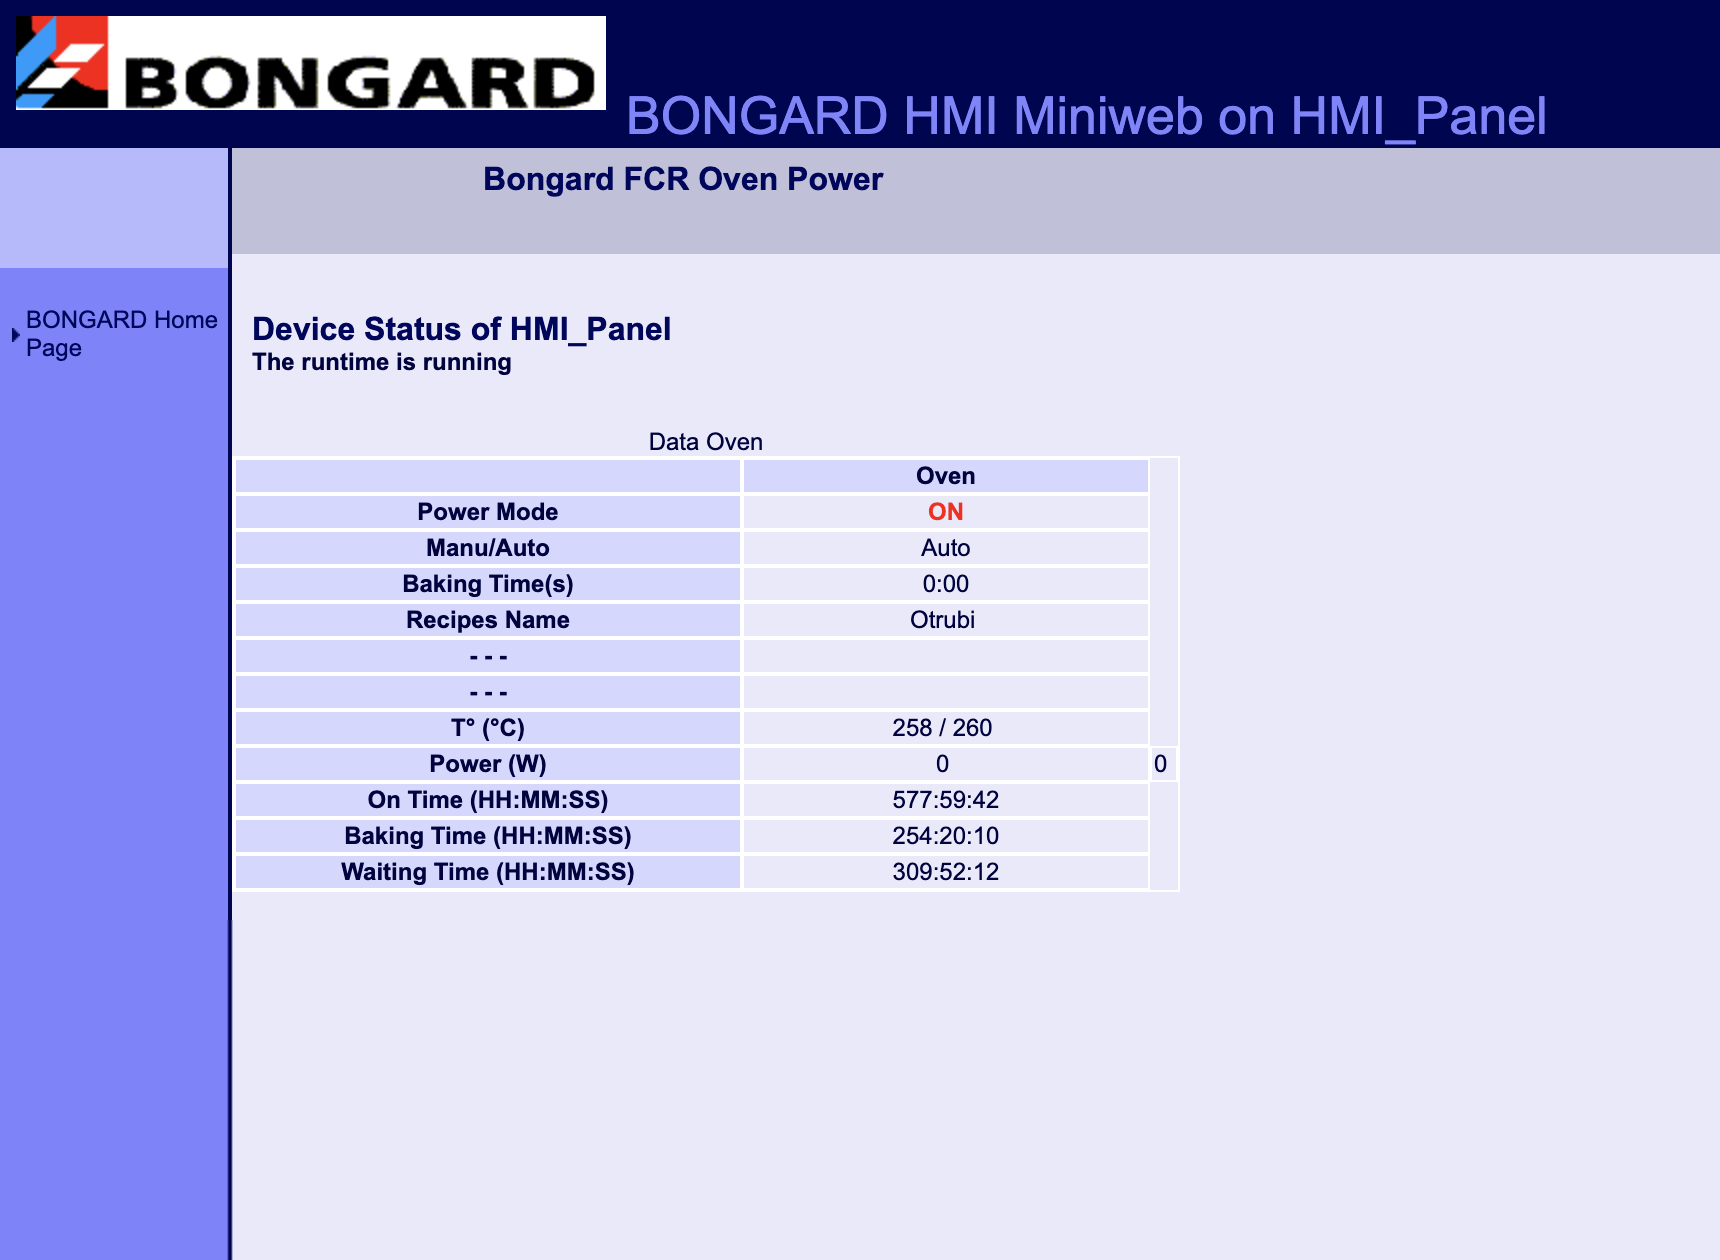 BONGARD
BONGARD HMI Miniweb on HMI_Panel
Bongard FCR Oven Power
BONGARD Home
Page
Device Status of HMI_Panel
The runtime is running
Data Oven
Oven
Power Mode ON
Manu/Auto Auto
Baking Time(s) 0:00
Recipes Name Otrubi
- - -
- - -
T° (°C) 258 / 260
Power (W) 0 0
On Time (HH:MM:SS) 577:59:42
Baking Time (HH:MM:SS) 254:20:10
Waiting Time (HH:MM:SS) 309:52:12